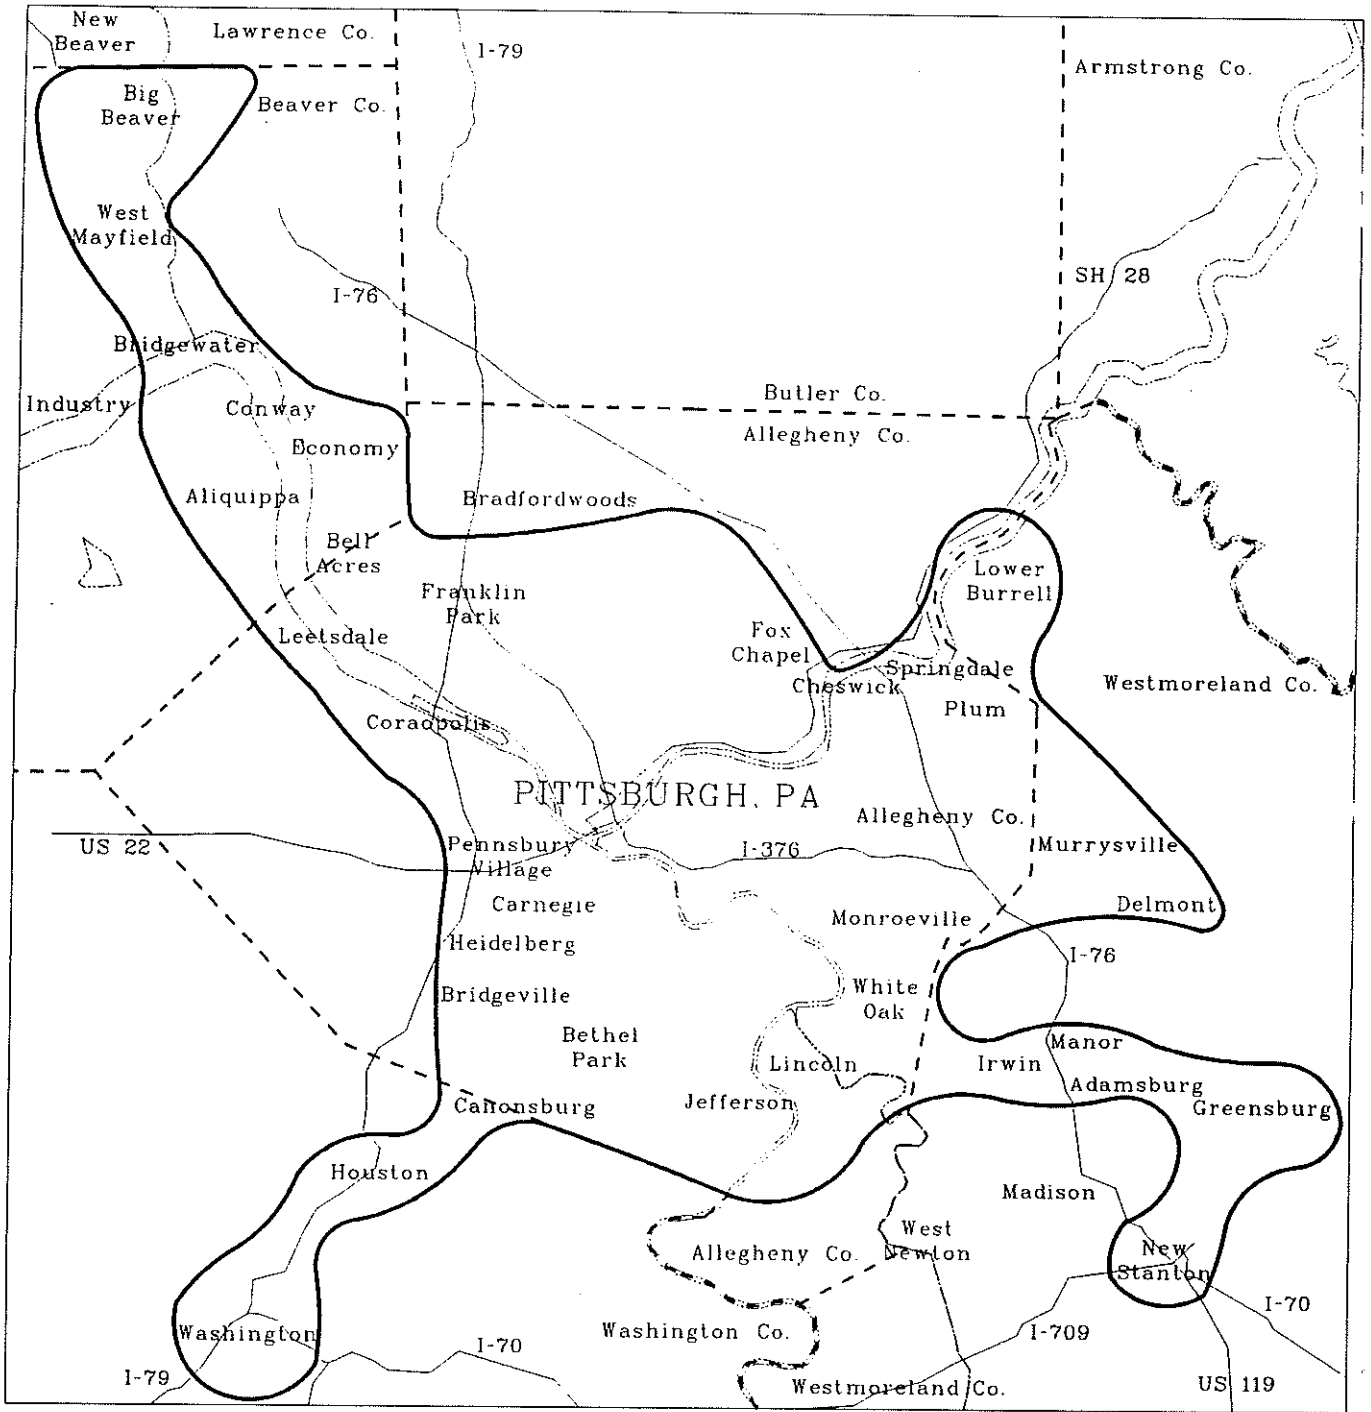 New
Beaver
Lawrence Co.
I-79
Armstrong Co.
Big
Beaver
Beaver Co.
West
Mayfield
SH 28
I-76
Bridgewater
Industry
Conway
Butler Co.
Allegheny Co.
Economy
Aliquippa
Bradfordwoods
Bell
Acres
Lower
Burrell
Franklin
Park
Leetsdale
Fox
Chapel
Springdale
Cheswick
Westmoreland Co.
Plum
Coraopolis
PITTSBURGH, PA
Allegheny Co.
US 22
Pennsbury
Village
I-376
Murrysville
Carnegie
Delmont
Monroeville
Heidelberg
I-76
White
Oak
Bridgeville
Bethel
Park
Manor
Lincoln
Irwin
Adamsburg
Jefferson
Greensburg
Canonsburg
Houston
Madison
West
Newton
Allegheny Co.
New
Stanton
I-70
Washington
Washington Co.
I-709
I-70
I-79
Westmoreland Co.
US 119